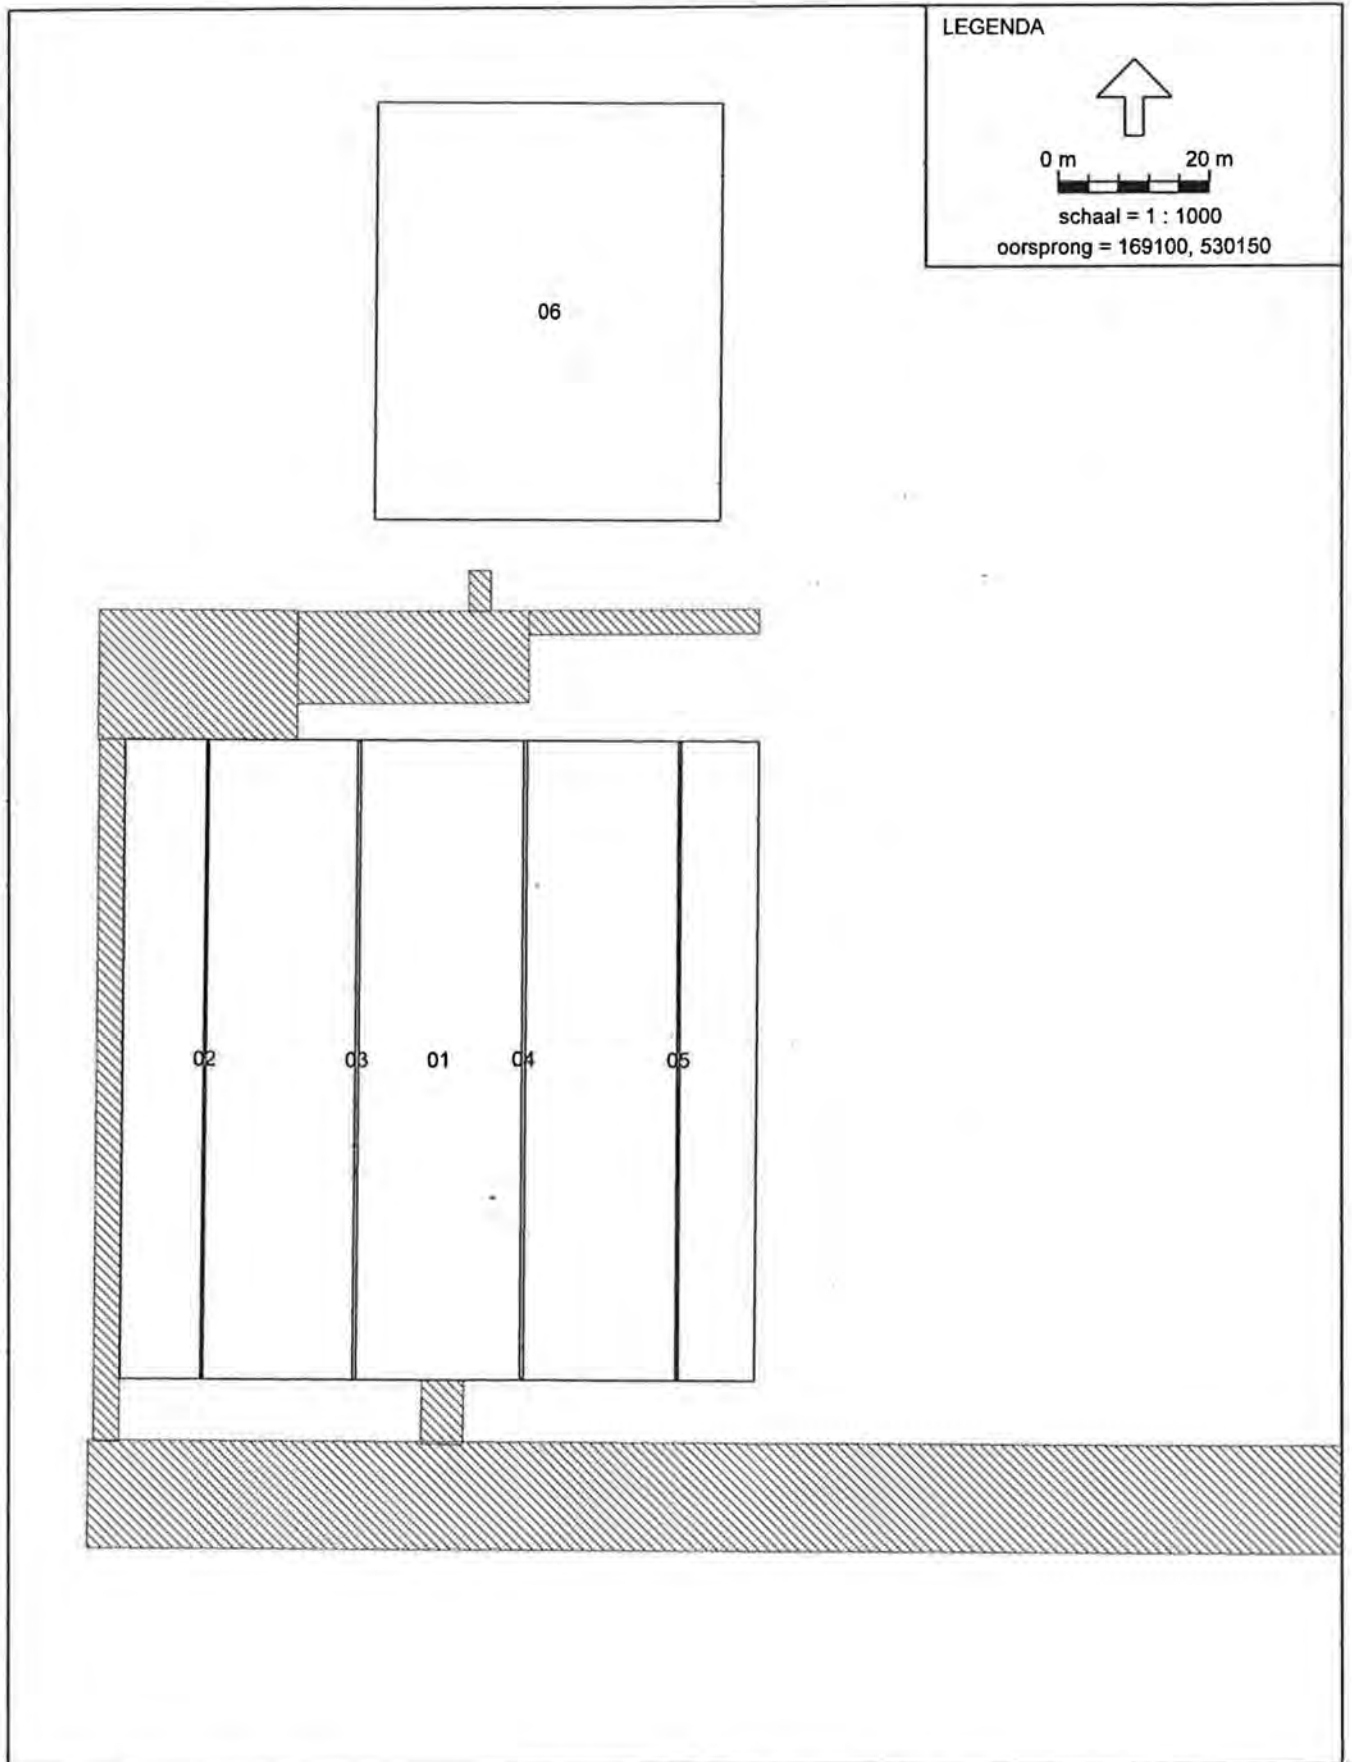 LEGENDA
0 m 20 m
schaal = 1 : 1000
oorsprong = 169100, 530150
06
02 03 01 04 05